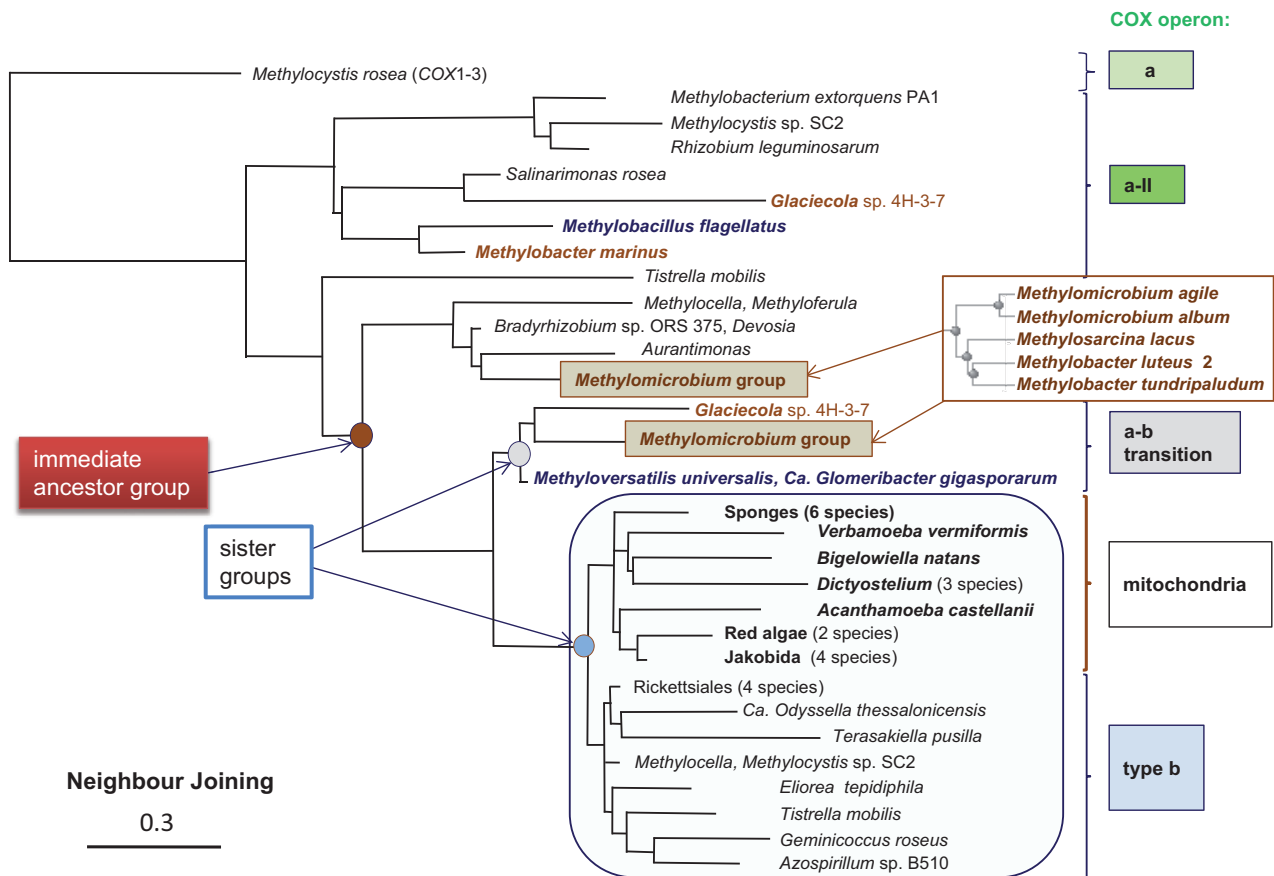 COX operon:
Methylocystis rosea (COX1-3)
a
Methylobacterium extorquens PA1
Methylocystis sp. SC2
Rhizobium leguminosarum
Salinarimonas rosea
a-II
Glaciecola sp. 4H-3-7
Methylobacillus flagellatus
Methylobacter marinus
Tistrella mobilis
Methylocella, Methyloferula
Bradyrhizobium sp. ORS 375, Devosia
Aurantimonas
Methylomicrobium group
Methylomicrobium agile
Methylomicrobium album
Methylosarcina lacus
Methylobacter luteus 2
Methylobacter tundripaludum
Glaciecola sp. 4H-3-7
Methylomicrobium group
a-b
transition
immediate
ancestor group
Methyloversatilis universalis, Ca. Glomeribacter gigasporarum
sister
groups
Sponges (6 species)
Verbamoeba vermiformis
Bigelowiella natans
Dictyostelium (3 species)
Acanthamoeba castellanii
Red algae (2 species)
Jakobida (4 species)
mitochondria
Rickettsiales (4 species)
Ca. Odyssella thessalonicensis
Terasakiella pusilla
Methylocella, Methylocystis sp. SC2
Eliorea tepidiphila
Tistrella mobilis
Geminicoccus roseus
Azospirillum sp. B510
type b
Neighbour Joining
0.3